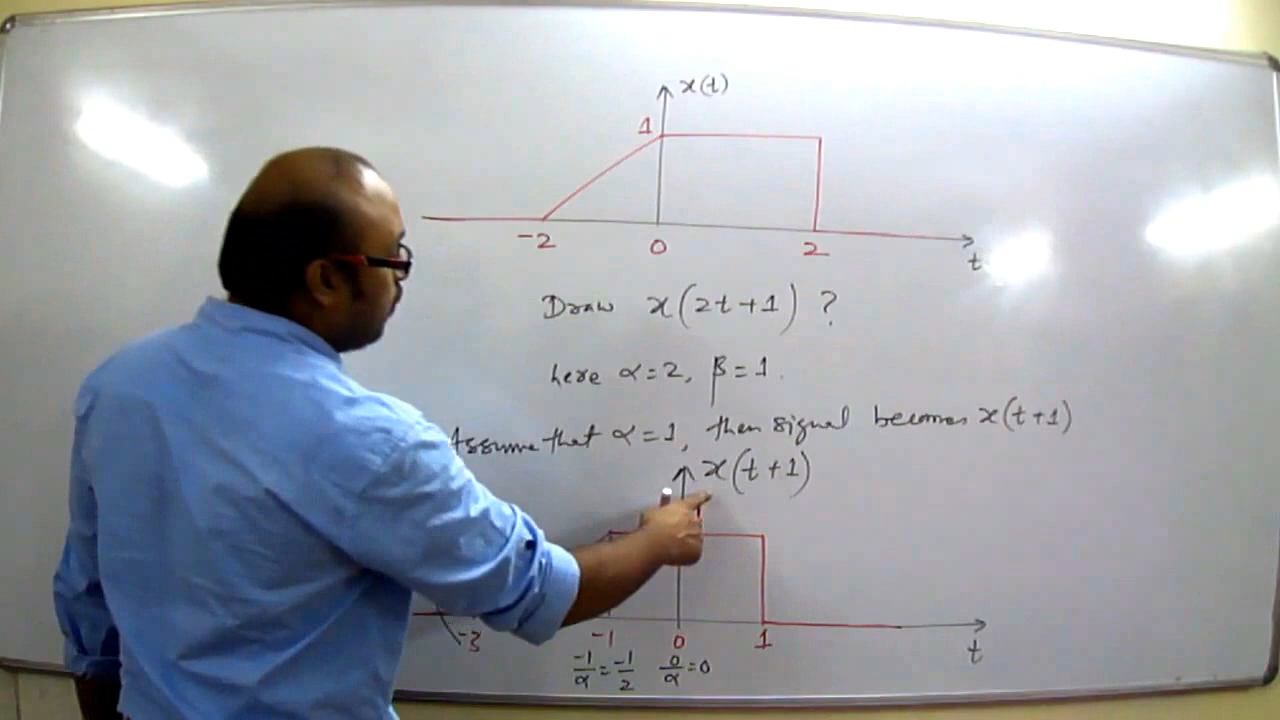 x(t)
1
-2 0 2 t
Draw x(2t+1) ?
here α=2, β=1.
Assume that α=1, then signal becomes x(t+1)
x(t+1)
1
-3 -1 0 1 t
-1/α = -1/2 0/α = 0